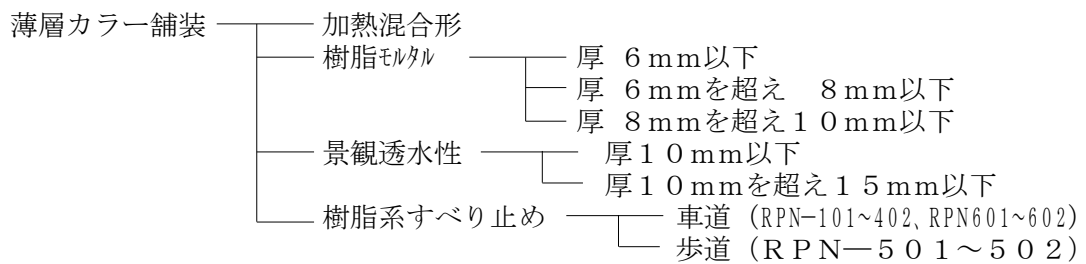 薄層カラー舗装 加熱混合形
樹脂ﾓﾙﾀﾙ 厚 6mm以下
厚 6mmを超え 8mm以下
厚 8mmを超え10mm以下
景観透水性 厚10mm以下
厚10mmを超え15mm以下
樹脂系すべり止め 車道(RPN−101~402、RPN601~602)
歩道(RPN―501~502)